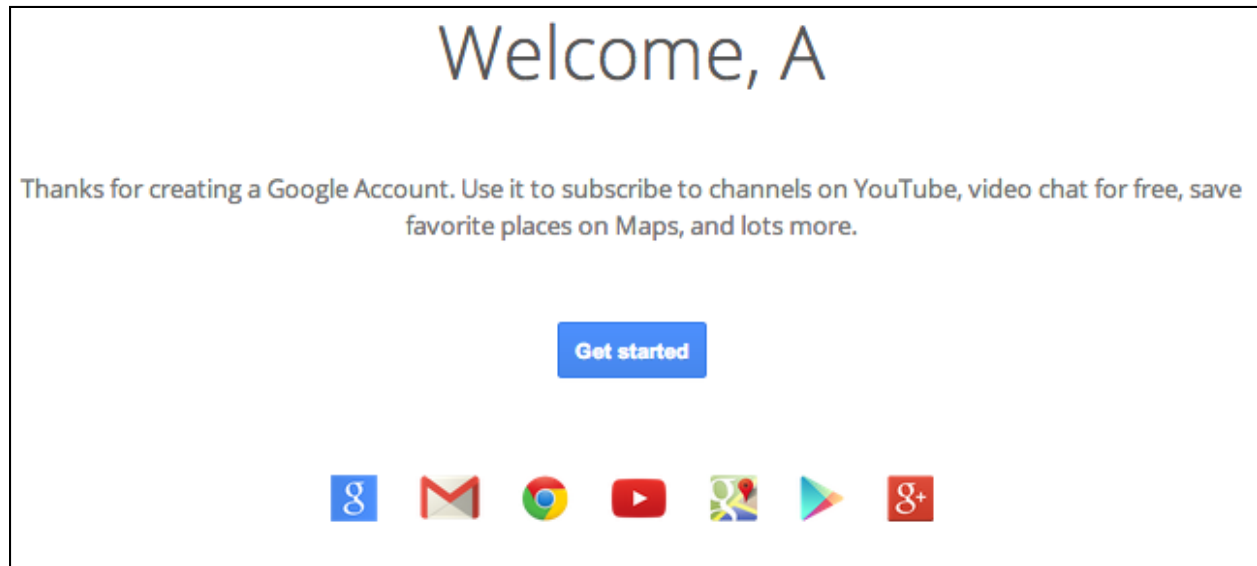 Welcome, A
Thanks for creating a Google Account. Use it to subscribe to channels on YouTube, video chat for free, save
favorite places on Maps, and lots more.
Get started
g g+